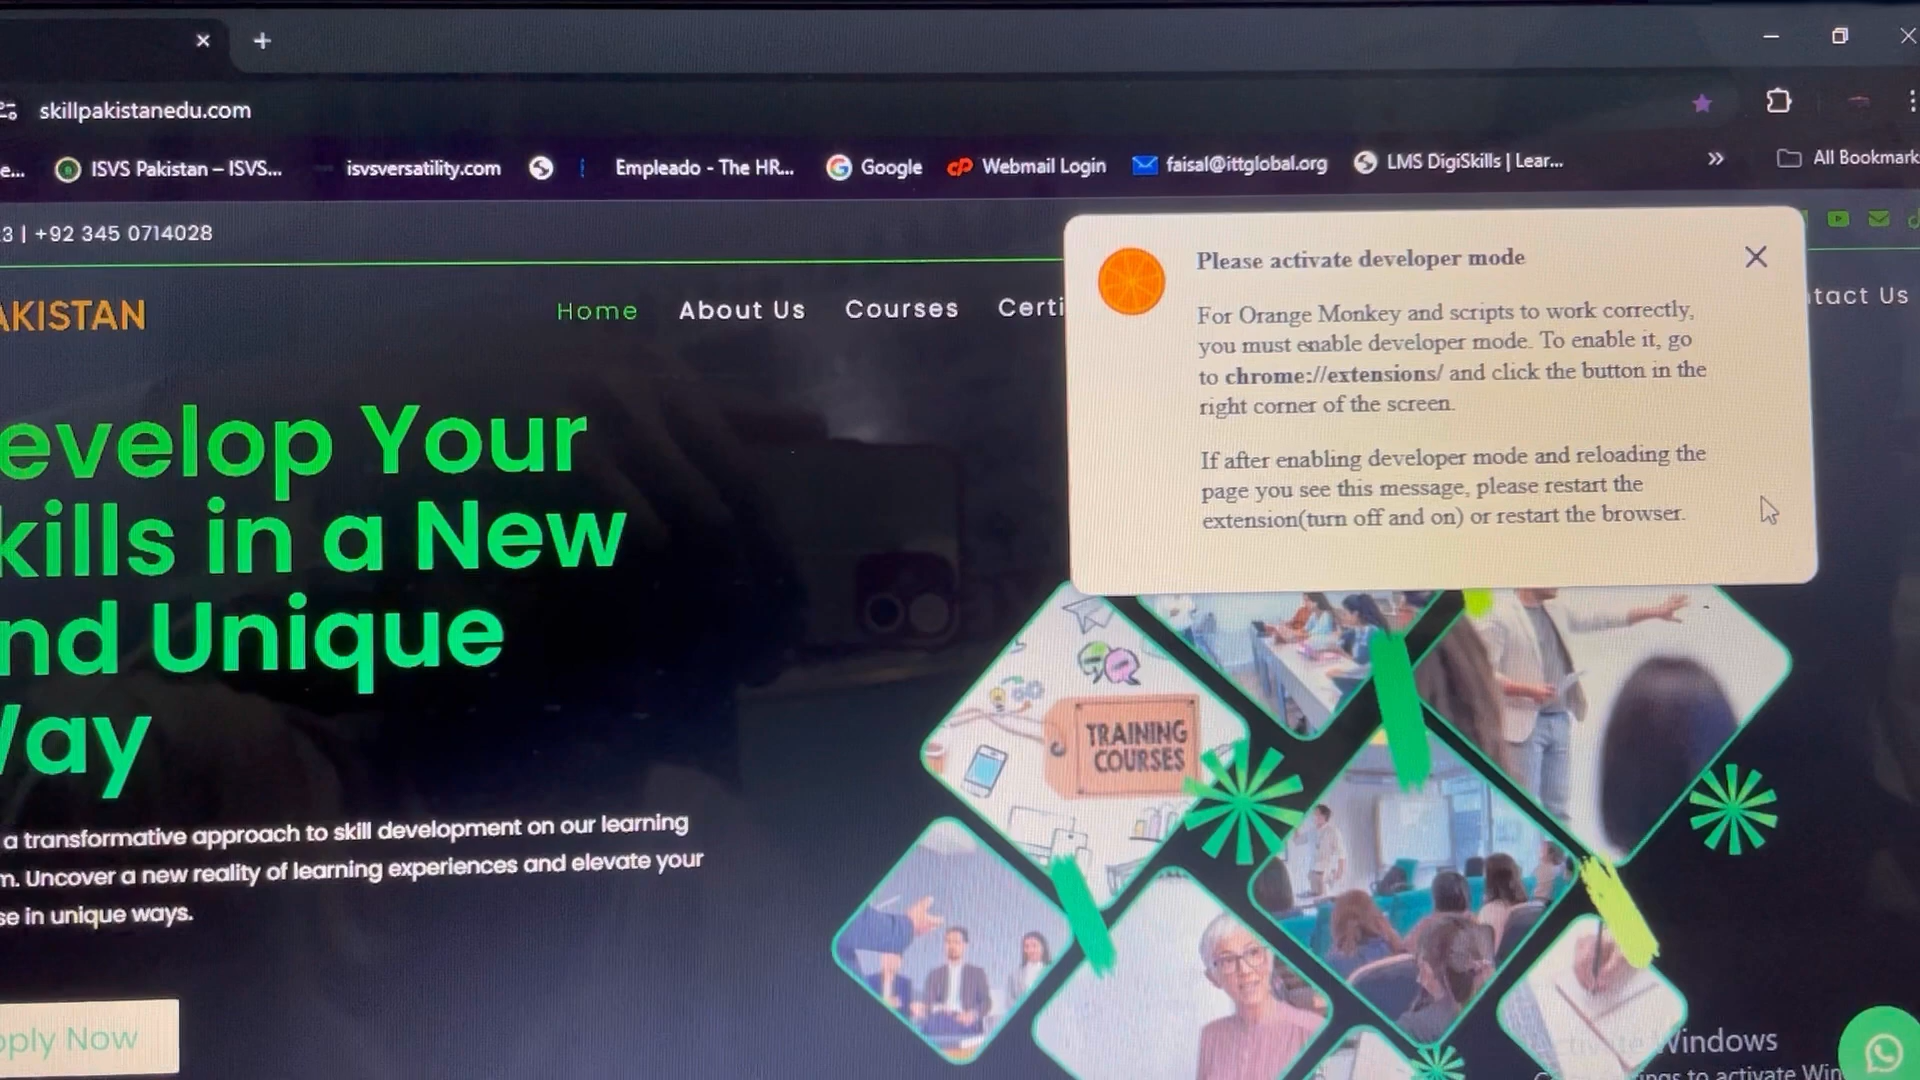 skillpakistanedu.com
e...
ISVS Pakistan – ISVS...
isvsversatility.com
Empleado - The HR...
Google
cP
Webmail Login
faisal@ittglobal.org
LMS DigiSkills | Lear...
»
All Bookmark
3 | +92 345 0714028
AKISTAN
Home
About Us
Courses
Certi
tact Us
Please activate developer mode
For Orange Monkey and scripts to work correctly,
you must enable developer mode. To enable it, go
to chrome://extensions/ and click the button in the
right corner of the screen.
If after enabling developer mode and reloading the
page you see this message, please restart the
extension(turn off and on) or restart the browser.
evelop Your
kills in a New
nd Unique
Way
a transformative approach to skill development on our learning
m. Uncover a new reality of learning experiences and elevate your
se in unique ways.
pply Now
TRAINING
COURSES
Activate Windows
to activate Win